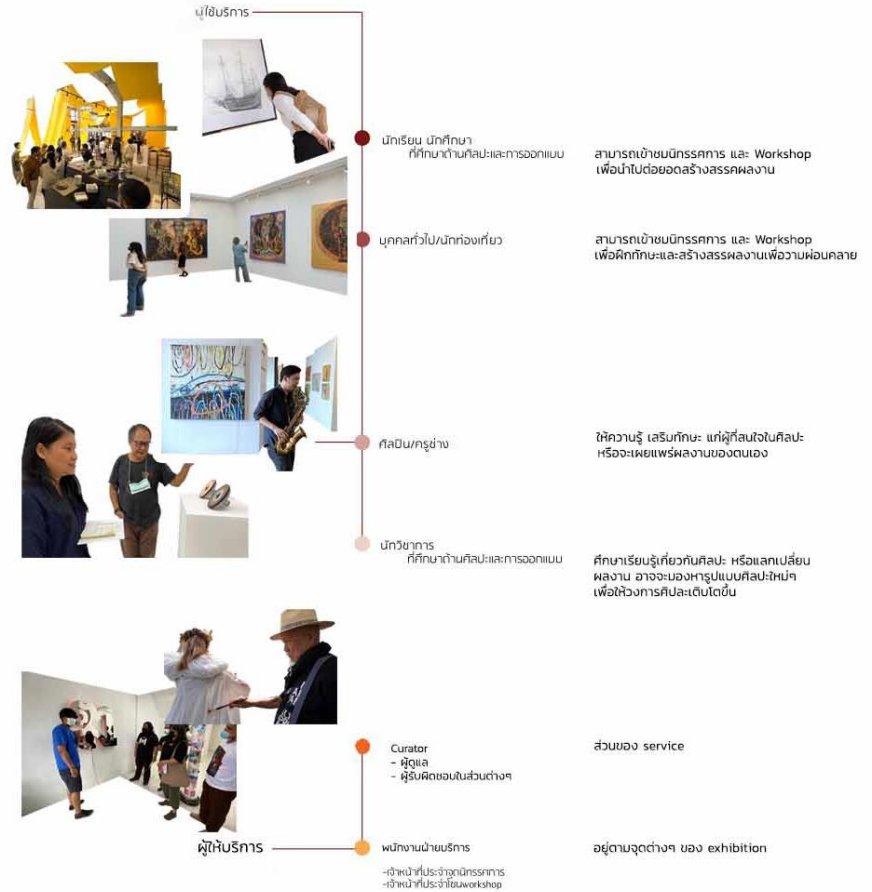 ผู้ใช้บริการ
นักเรียน นักศึกษา
ที่ศึกษาด้านศิลปะและการออกแบบ
สามารถเข้าชมนิทรรศการ และ Workshop
เพื่อนำไปต่อยอดสร้างสรรค์ผลงาน
บุคคลทั่วไป/นักท่องเที่ยว
สามารถเข้าชมนิทรรศการ และ Workshop
เพื่อฝึกทักษะและสร้างสรรผลงานเพื่อวามผ่อนคลาย
ศิลปิน/ครูช่าง
ให้ความรู้ เสริมทักษะ แก่ผู้ที่สนใจในศิลปะ
หรือจะเผยแพร่ผลงานของตนเอง
นักวิชาการ
ที่ศึกษาด้านศิลปะและการออกแบบ
ศึกษาเรียนรู้เกี่ยวกับศิลปะ หรือแลกเปลี่ยน
ผลงาน อาจจะมองหารูปแบบศิลปะใหม่ๆ
เพื่อให้วงการศิปละเติบโตขึ้น
Curator
- ผู้ดูแล
- ผู้รับผิดชอบในส่วนต่างๆ
ส่วนของ service
ผู้ให้บริการ
พนักงานฝ่ายบริการ
-เจ้าหน้าที่ประจำจุดนิทรรศการ
-เจ้าหน้าที่ประจำโซนworkshop
อยู่ตามจุดต่างๆ ของ exhibition